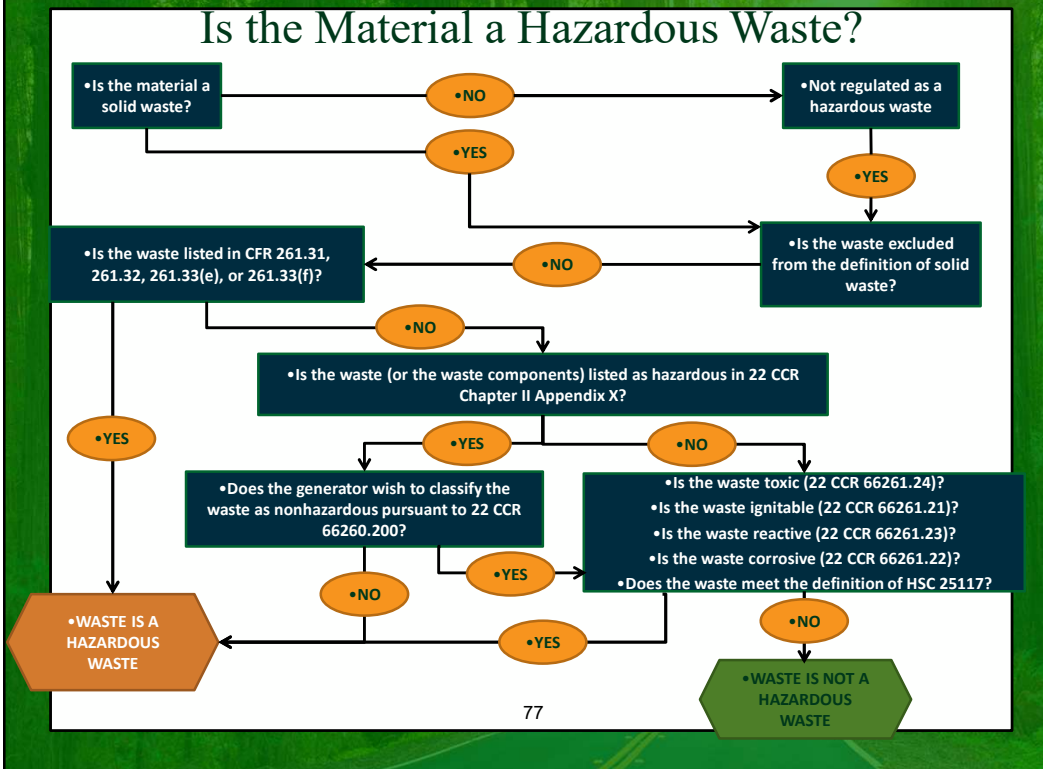 Is the Material a Hazardous Waste?
•Is the material a
solid waste?
•NO
•Not regulated as a
hazardous waste
•YES
•YES
•Is the waste listed in CFR 261.31,
261.32, 261.33(e), or 261.33(f)?
•NO
•Is the waste excluded
from the definition of solid
waste?
•NO
•Is the waste (or the waste components) listed as hazardous in 22 CCR
Chapter II Appendix X?
•YES
•YES
•NO
•Does the generator wish to classify the
waste as nonhazardous pursuant to 22 CCR
66260.200?
•Is the waste toxic (22 CCR 66261.24)?
•Is the waste ignitable (22 CCR 66261.21)?
•Is the waste reactive (22 CCR 66261.23)?
•Is the waste corrosive (22 CCR 66261.22)?
•Does the waste meet the definition of HSC 25117?
•YES
•NO
•NO
•WASTE IS A
HAZARDOUS
WASTE
•YES
•WASTE IS NOT A
HAZARDOUS
WASTE
77